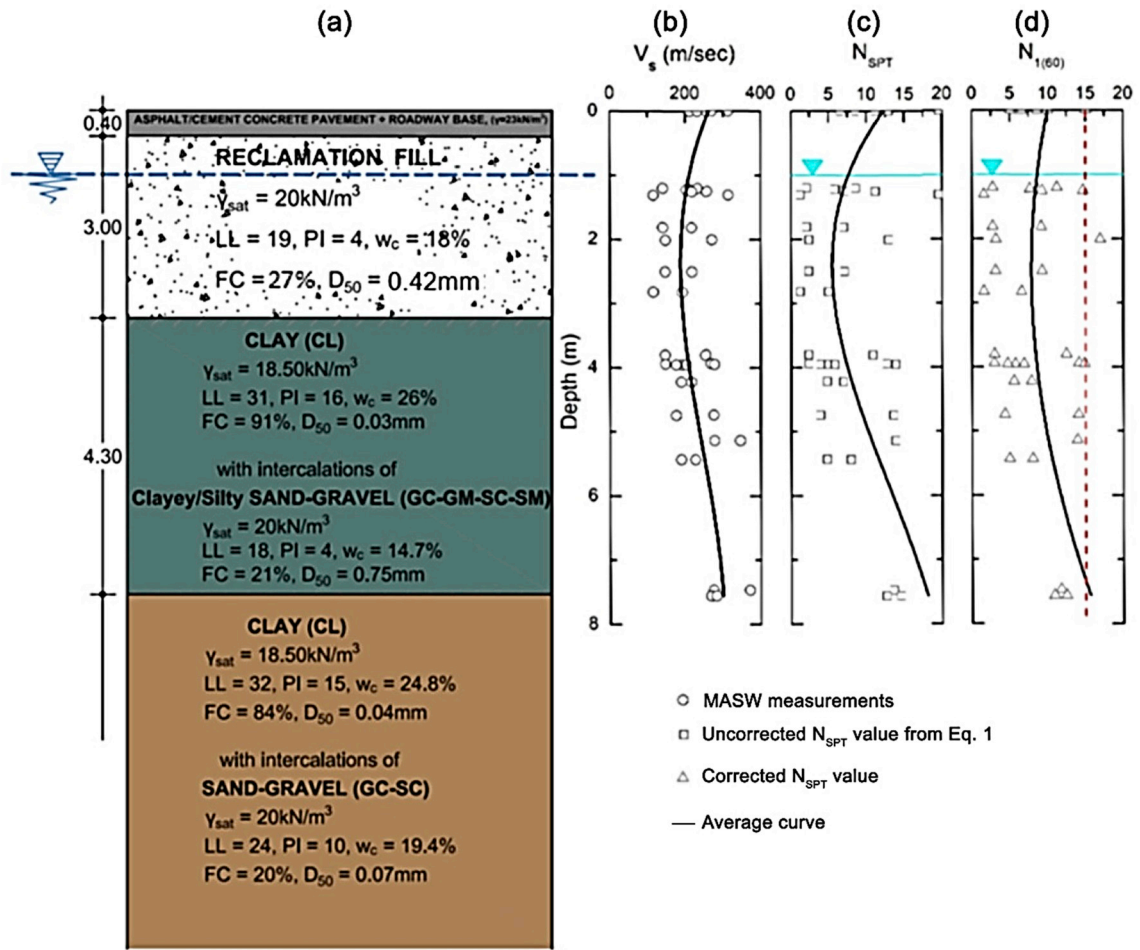 (a)
(b)
(c)
(d)
Vs (m/sec)
NSPT
N1(60)
0 200 400
0 5 10 15 20
0 5 10 15 20
0.40
ASPHALT/CEMENT CONCRETE PAVEMENT + ROADWAY BASE, (γ=23kN/m³)
RECLAMATION FILL
γsat = 20kN/m³
3.00
LL = 19, PI = 4, wc = 18%
FC = 27%, D50 = 0.42mm
CLAY (CL)
γsat = 18.50kN/m³
LL = 31, PI = 16, wc = 26%
FC = 91%, D50 = 0.03mm
4.30
with intercalations of
Clayey/Silty SAND-GRAVEL (GC-GM-SC-SM)
γsat = 20kN/m³
LL = 18, PI = 4, wc = 14.7%
FC = 21%, D50 = 0.75mm
CLAY (CL)
γsat = 18.50kN/m³
LL = 32, PI = 15, wc = 24.8%
FC = 84%, D50 = 0.04mm
with intercalations of
SAND-GRAVEL (GC-SC)
γsat = 20kN/m³
LL = 24, PI = 10, wc = 19.4%
FC = 20%, D50 = 0.07mm
Depth (m)
0
2
4
6
8
MASW measurements
Uncorrected NSPT value from Eq. 1
Corrected NSPT value
Average curve